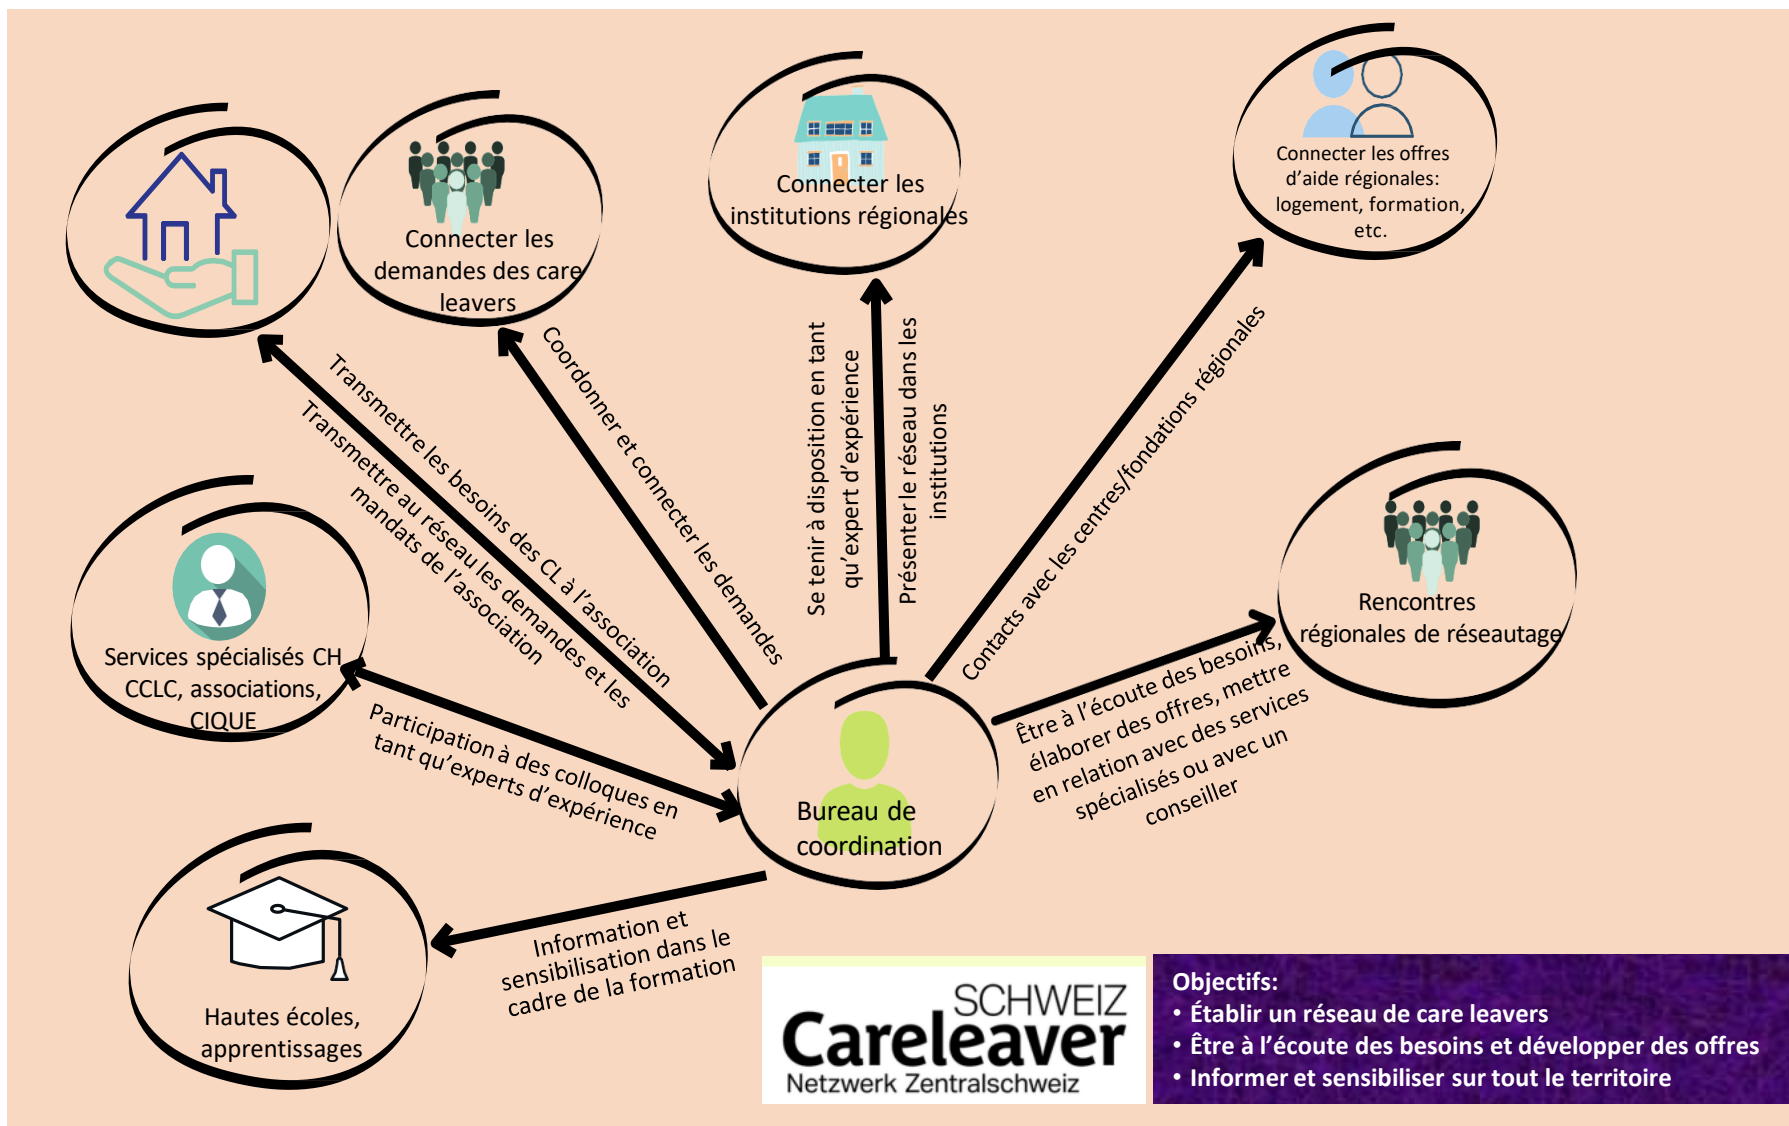 Connecter les
demandes des care
leavers
Connecter les
institutions régionales
Connecter les offres
d’aide régionales:
logement, formation,
etc.
Transmettre les besoins des CL à l’association
Transmettre au réseau les demandes et les
mandats de l’association
Coordonner et connecter les demandes
Se tenir à disposition en tant
qu’expert d’expérience
Présenter le réseau dans les
institutions
Contacts avec les centres/fondations régionales
Rencontres
régionales de réseautage
Services spécialisés CH
CCLC, associations,
CIQUE
Participation à des colloques en
tant qu’experts d’expérience
Être à l’écoute des besoins,
élaborer des offres, mettre
en relation avec des services
spécialisés ou avec un
conseiller
Bureau de
coordination
Information et
sensibilisation dans le
cadre de la formation
Hautes écoles,
apprentissages
SCHWEIZ
Careleaver
Netzwerk Zentralschweiz
Objectifs:
• Établir un réseau de care leavers
• Être à l’écoute des besoins et développer des offres
• Informer et sensibiliser sur tout le territoire